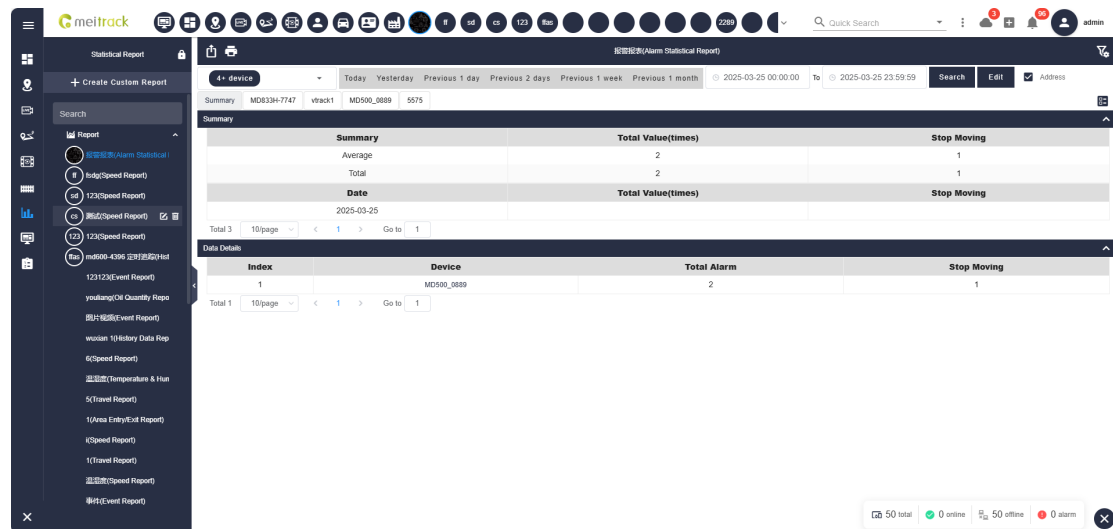 meitrack
ff
sd
cs
123
ffas
2289
Quick Search
3
96
admin
Statistical Report
报警报表(Alarm Statistical Report)
+ Create Custom Report
4+ device
Today Yesterday Previous 1 day Previous 2 days Previous 1 week Previous 1 month
2025-03-25 00:00:00 To 2025-03-25 23:59:59
Search Edit Address
Search
Report
报警报表(Alarm Statistical
ff fsdg(Speed Report)
sd 123(Speed Report)
cs 测试(Speed Report)
123 123(Speed Report)
ffas md600-4396 定时追踪(Hist
123123(Event Report)
youliang(Oil Quantity Repo
图片视频(Event Report)
wuxian 1(History Data Rep
6(Speed Report)
温湿度(Temperature & Hun
5(Travel Report)
1(Area Entry/Exit Report)
i(Speed Report)
1(Travel Report)
温湿度(Speed Report)
事件(Event Report)
Summary MD833H-7747 vtrack1 MD500_0889 5575
Summary
Summary Total Value(times) Stop Moving
Average 2 1
Total 2 1
Date Total Value(times) Stop Moving
2025-03-25
Total 3 10/page 1 Go to 1
Data Details
Index Device Total Alarm Stop Moving
1 MD500_0889 2 1
Total 1 10/page 1 Go to 1
50 total 0 online 50 offline 0 alarm